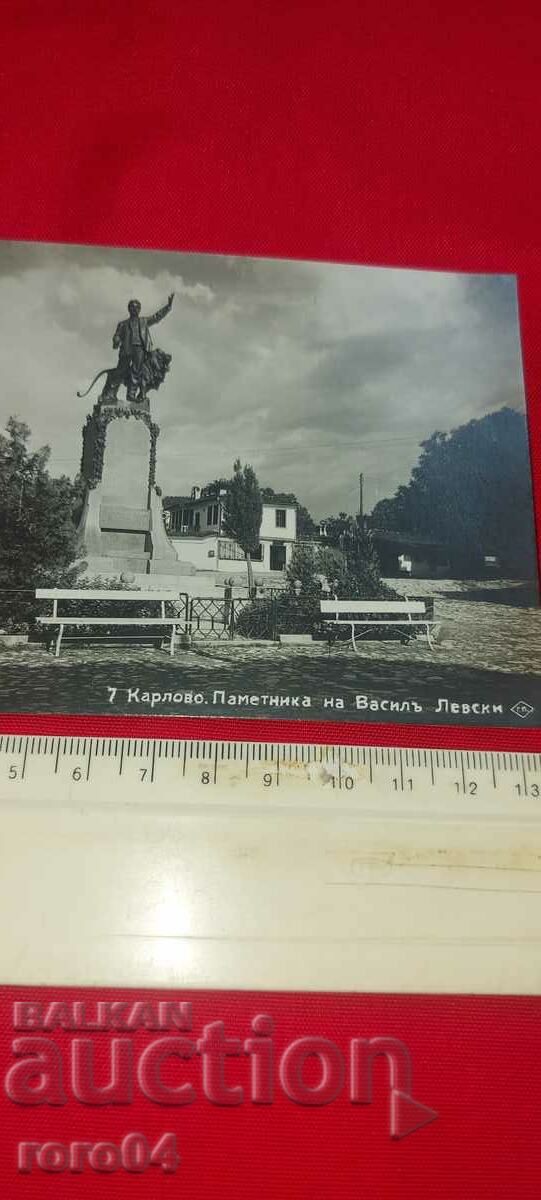 7 Карлово. Паметника на Василъ Левски Г.П.
5 6 7 8 9 10 11 12 13
BALKAN
auction
roro04